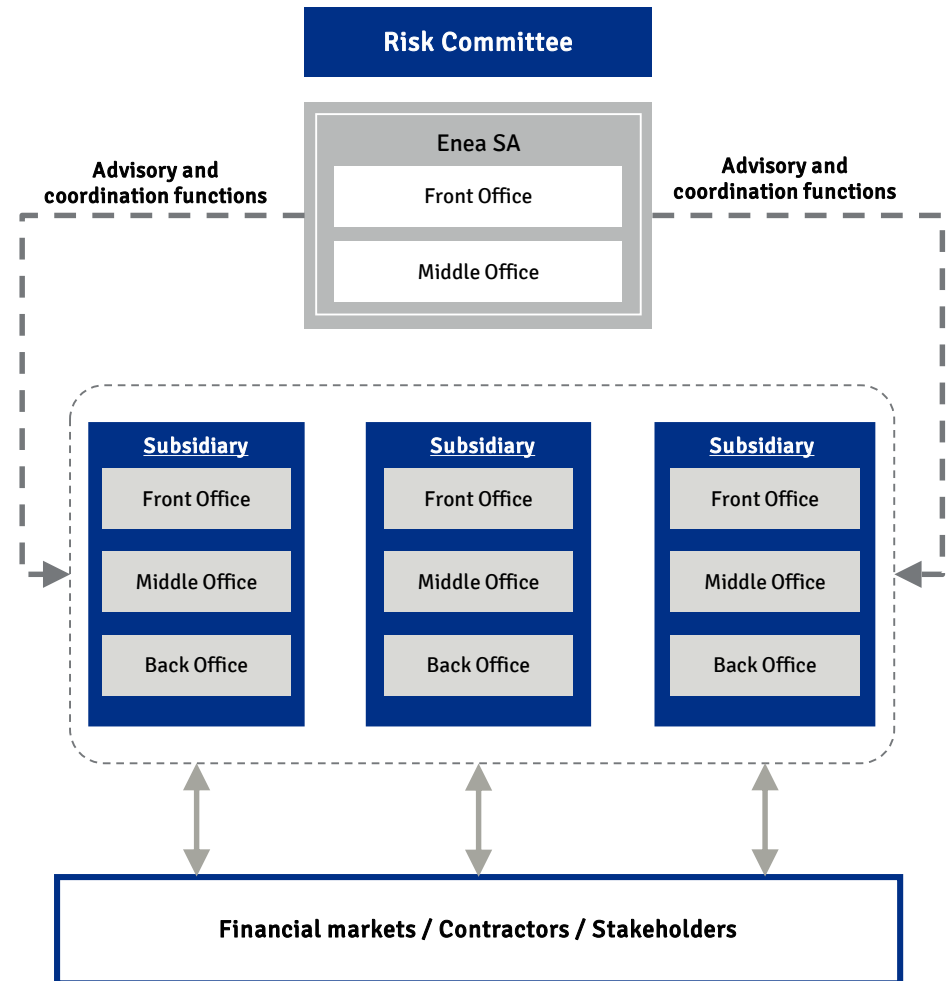 Risk Committee
Enea SA
Front Office
Middle Office
Advisory and
coordination functions
Advisory and
coordination functions
Subsidiary
Front Office
Middle Office
Back Office
Subsidiary
Front Office
Middle Office
Back Office
Subsidiary
Front Office
Middle Office
Back Office
Financial markets / Contractors / Stakeholders